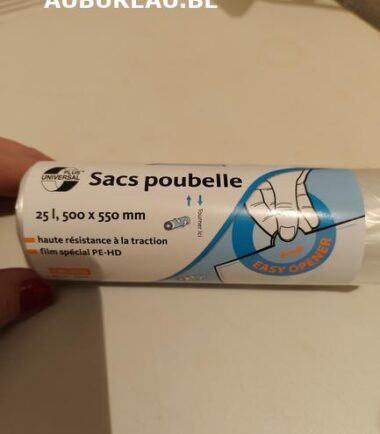 AUBUREAU.BE
PLUS
UNIVERSAL
Sacs poubelle
25 l, 500 x 550 mm
Tourner ici
haute résistance à la traction
film spécial PE-HD
EASY OPENER